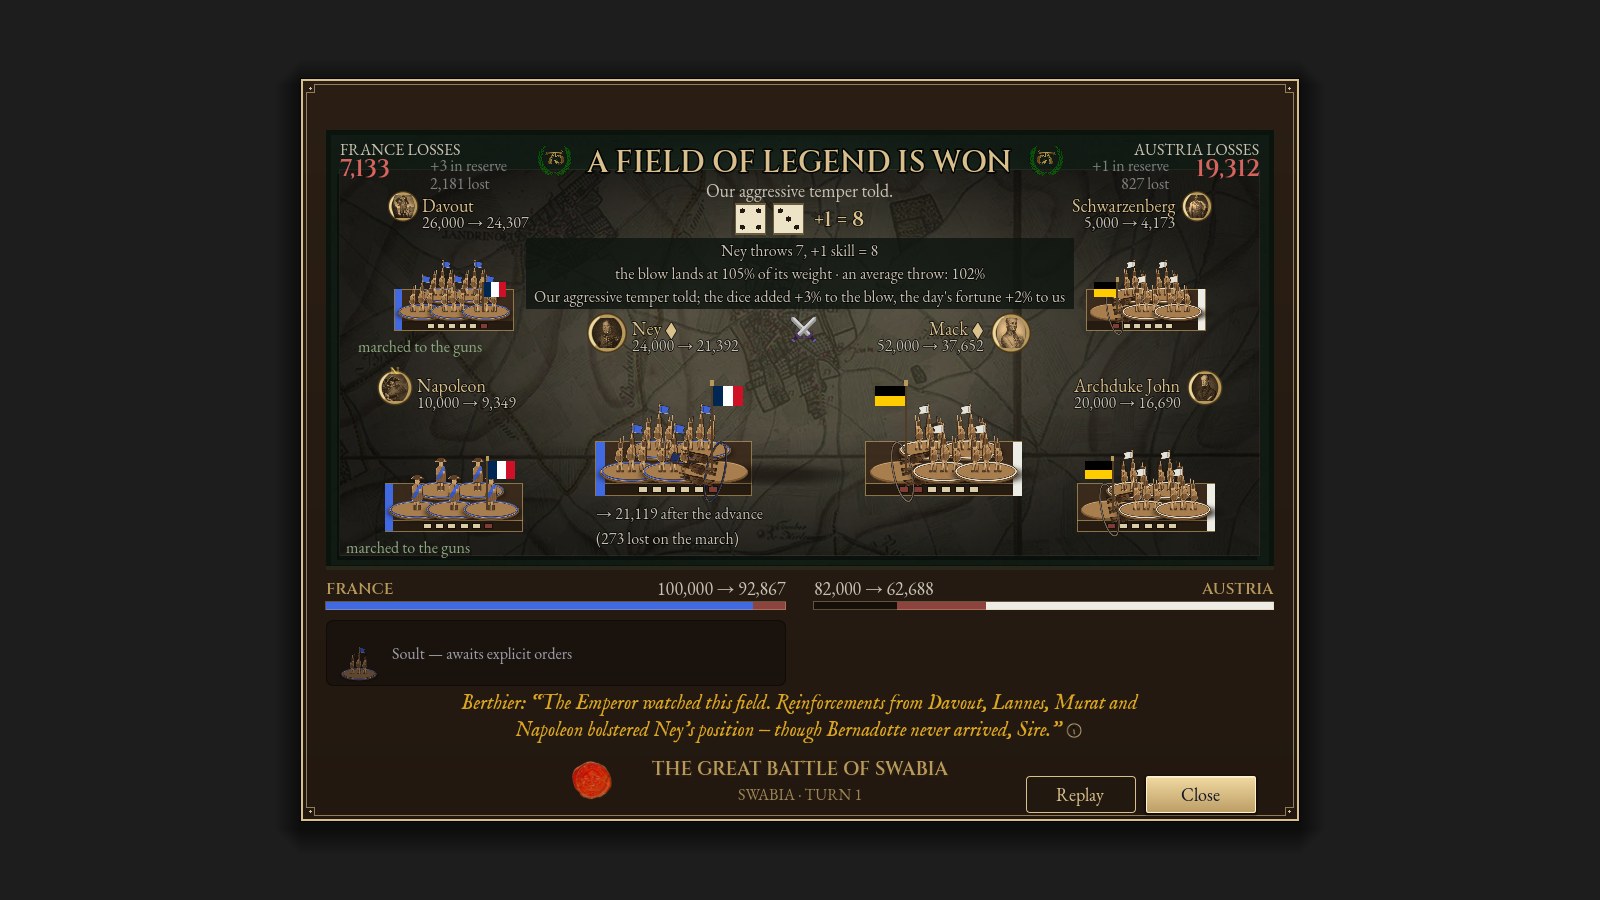 FRANCE LOSSES
7,133
+3 in reserve
2,181 lost
A FIELD OF LEGEND IS WON
AUSTRIA LOSSES
+1 in reserve
19,312
827 lost
Our aggressive temper told.
+1 = 8
Davout
26,000 → 24,307
Schwarzenberg
5,000 → 4,173
Ney throws 7, +1 skill = 8
the blow lands at 105% of its weight · an average throw: 102%
Our aggressive temper told; the dice added +3% to the blow, the day's fortune +2% to us
Ney
24,000 → 21,392
Mack
52,000 → 37,652
marched to the guns
Napoleon
10,000 → 9,349
Archduke John
20,000 → 16,690
→ 21,119 after the advance
(273 lost on the march)
marched to the guns
FRANCE
100,000 → 92,867
82,000 → 62,688
AUSTRIA
Soult — awaits explicit orders
Berthier: “The Emperor watched this field. Reinforcements from Davout, Lannes, Murat and
Napoleon bolstered Ney’s position — though Bernadotte never arrived, Sire.”
THE GREAT BATTLE OF SWABIA
SWABIA · TURN 1
Replay
Close